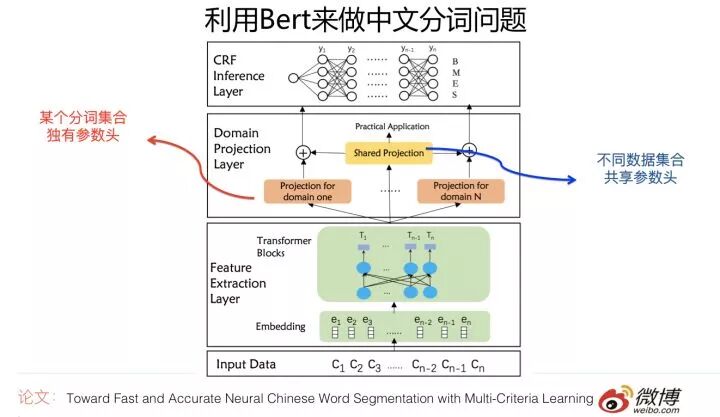 利用Bert来做中文分词问题
CRF
Inference
Layer
y1 y2 …… yn-1 yn
B
M
E
S
某个分词集合
独有参数头
Domain
Projection
Layer
Practical Application
Shared Projection
Projection for
domain one
……
Projection for
domain N
不同数据集合
共享参数头
Feature
Extraction
Layer
Transformer
Blocks
T1 ... Tn-1 Tn
...
...
Embedding
e1 e2 e3 en-2 en-1 en
……
Input Data
C1 C2 C3 …… Cn-2 Cn-1 Cn
论文： Toward Fast and Accurate Neural Chinese Word Segmentation with Multi-Criteria Learning
微博
weibo.com